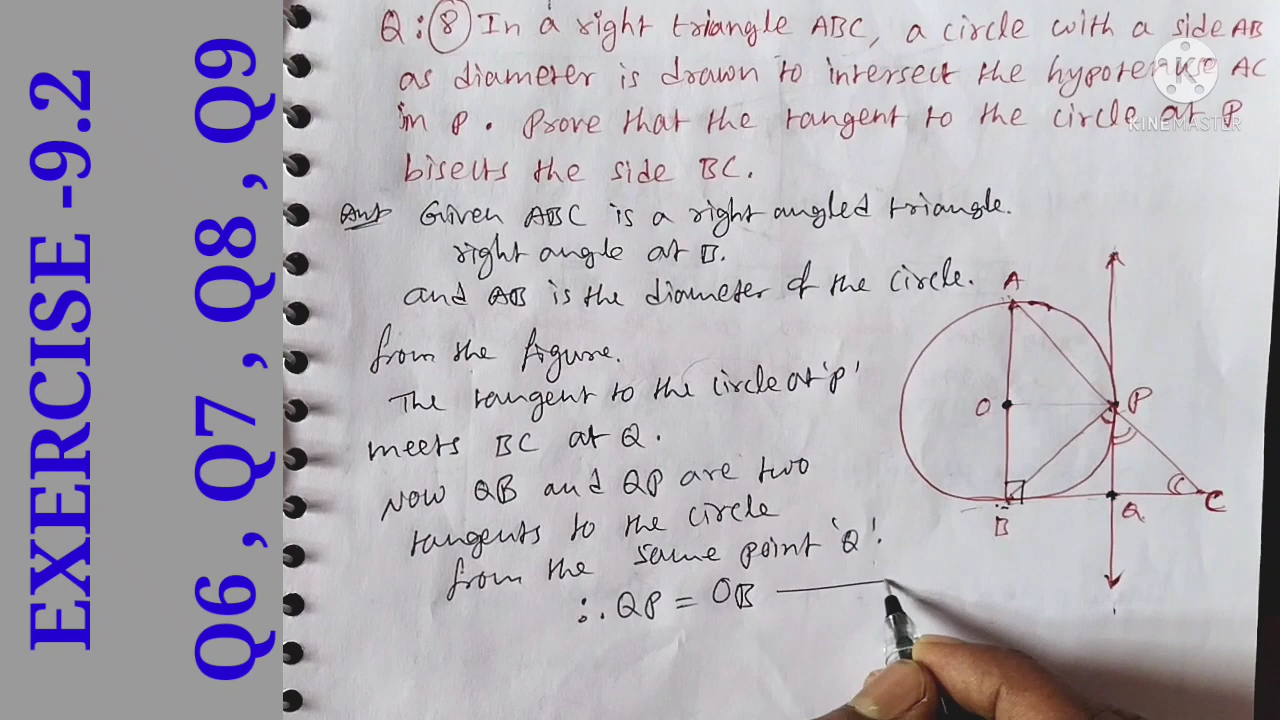 EXERCISE -9.2
Q6 , Q7 , Q8 , Q9
Q:8 In a right triangle ABC, a circle with a side AB
as diameter is drawn to intersect the hypotenuse AC
in P. Prove that the tangent to the circle at P
bisects the side BC.
Ans Given ABC is a right angled triangle.
right angle at B.
and AB is the diameter of the circle.
from the figure.
The tangent to the circle at 'P'
meets BC at Q.
Now QB and QP are two
tangents to the circle
from the same point 'Q'.
∴ QP = QB
A
O
P
B
Q
C
K
KINEMASTER